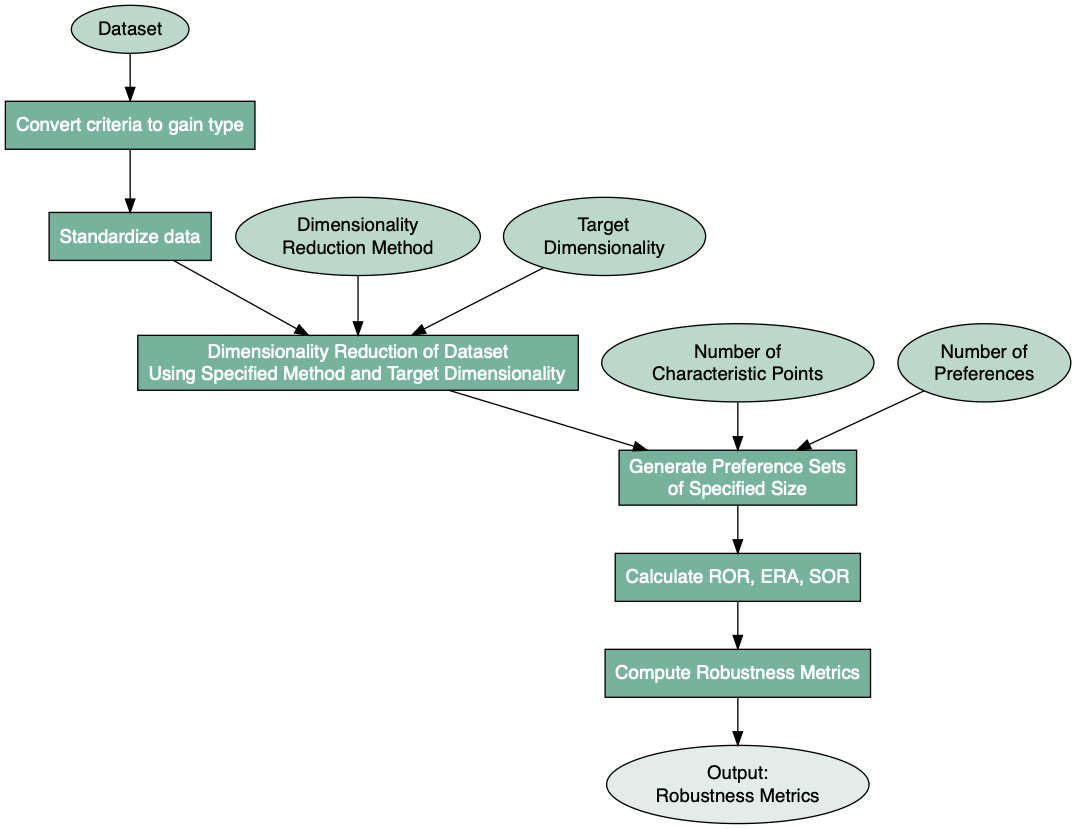 Dataset
Convert criteria to gain type
Standardize data
Dimensionality
Reduction Method
Target
Dimensionality
Dimensionality Reduction of Dataset
Using Specified Method and Target Dimensionality
Number of
Characteristic Points
Number of
Preferences
Generate Preference Sets
of Specified Size
Calculate ROR, ERA, SOR
Compute Robustness Metrics
Output:
Robustness Metrics